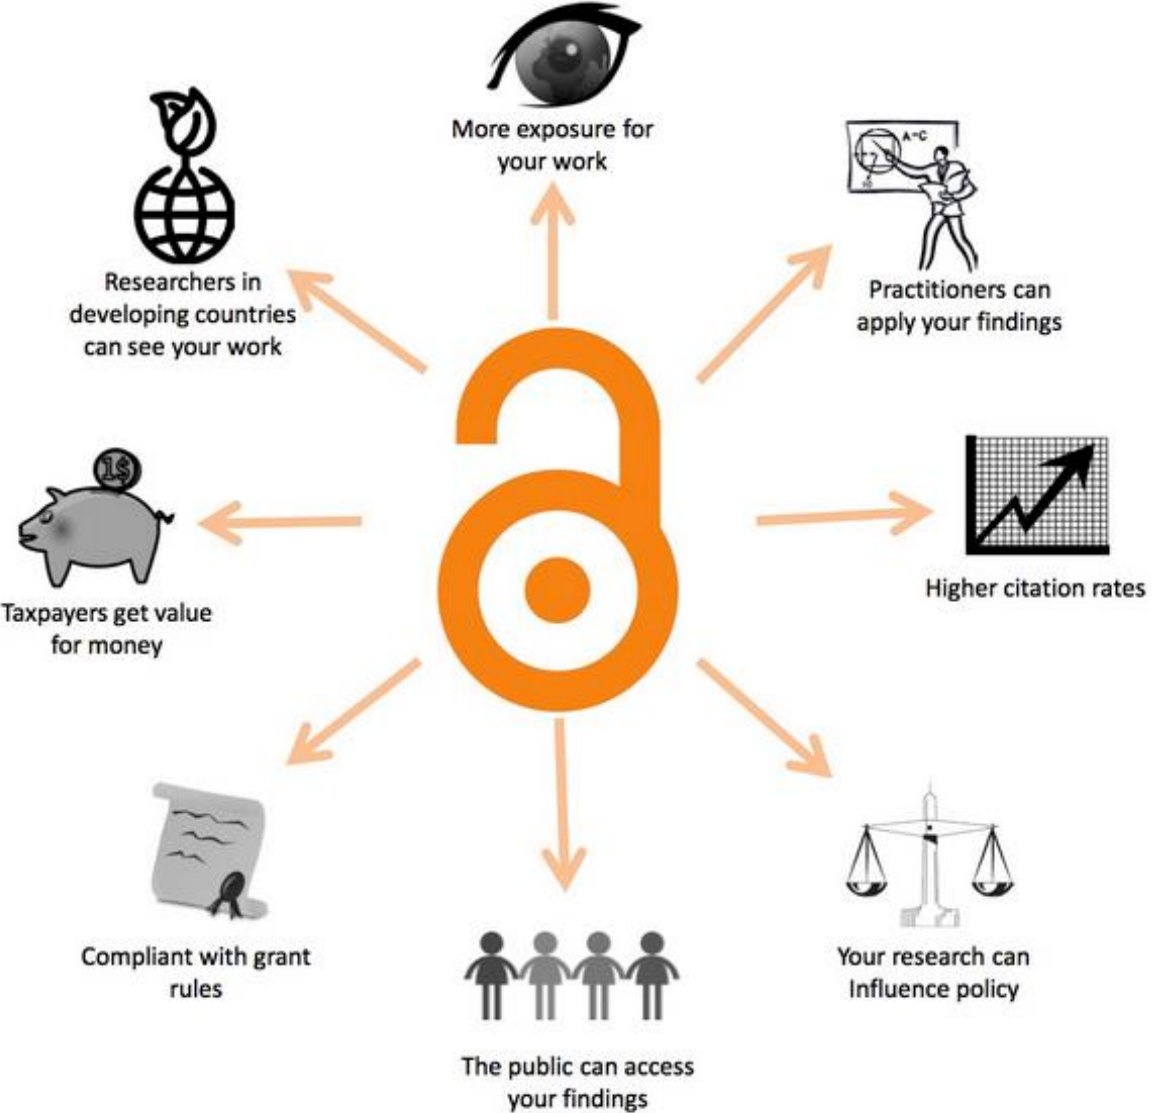 More exposure for
your work
A=C
Practitioners can
apply your findings
Researchers in
developing countries
can see your work
1$
Higher citation rates
Taxpayers get value
for money
Your research can
Influence policy
Compliant with grant
rules
The public can access
your findings